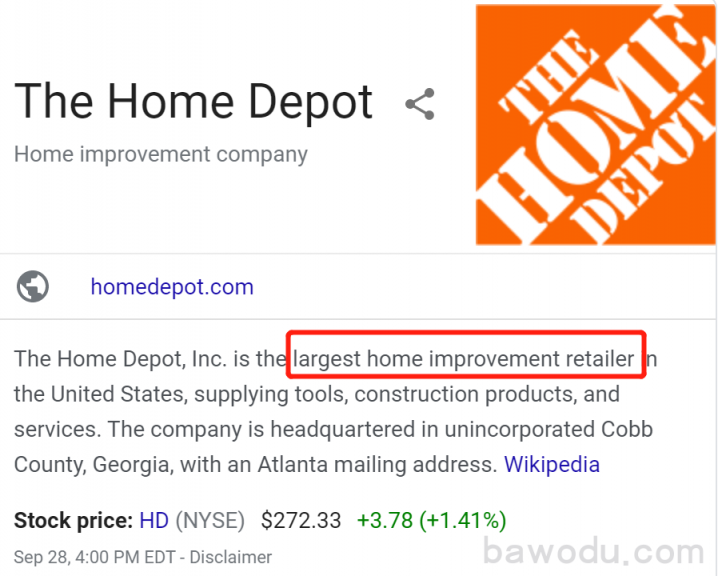 The Home Depot
Home improvement company
THE
HOME
DEPOT
homedepot.com
The Home Depot, Inc. is the largest home improvement retailer in
the United States, supplying tools, construction products, and
services. The company is headquartered in unincorporated Cobb
County, Georgia, with an Atlanta mailing address. Wikipedia
Stock price: HD (NYSE) $272.33 +3.78 (+1.41%)
Sep 28, 4:00 PM EDT - Disclaimer
bawodu.com